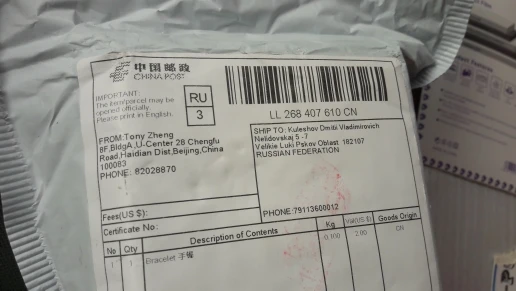 中国邮政
CHINA POST
IMPORTANT:
The item/parcel may be
opened officially.
Please print in English.
RU
3
LL 268 407 610 CN
FROM:Tony Zheng
8F,BldgA,U-Center 28 Chengfu
Road,Haidian Dist,Beijing,China
100083
PHONE: 82028870
SHIP TO: Kuleshov Dmitii Vladimirovich
Nelidovskaj 5 -7
Velikie Luki Pskov Oblast 182107
RUSSIAN FEDERATION
PHONE:79113600012
Fees(US $):
Certificate No:
No Qty Description of Contents Kg Val(US $) Goods Origin
1 1 Bracelet 手镯 0.100 2.00 CN